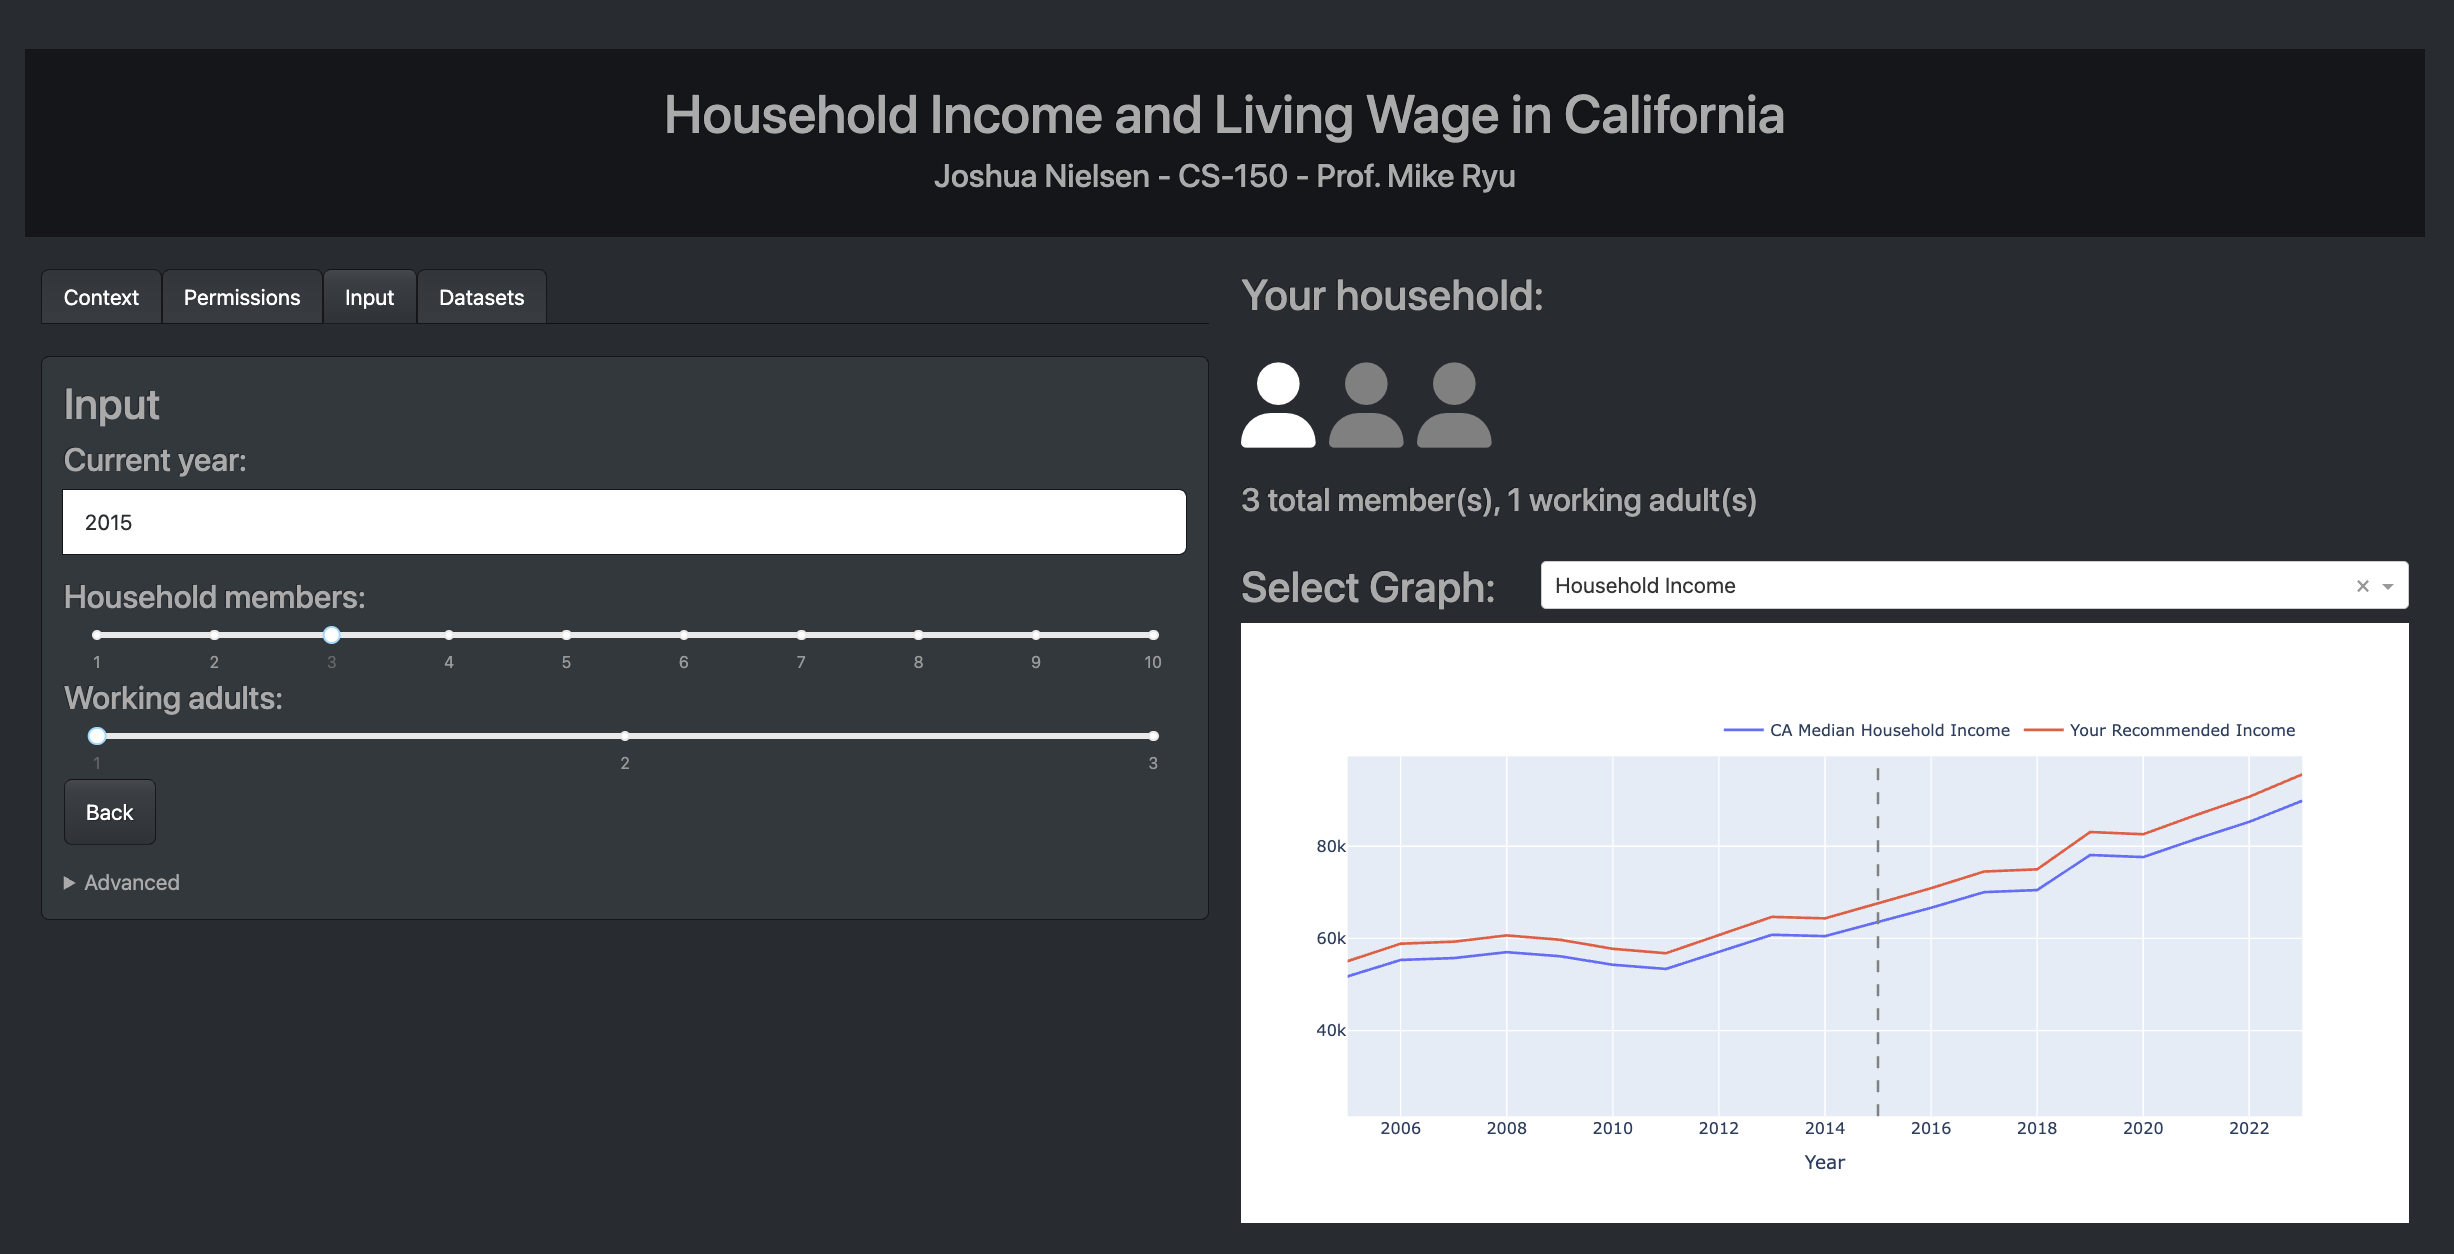 Household Income and Living Wage in California
Joshua Nielsen - CS-150 - Prof. Mike Ryu
Context
Permissions
Input
Datasets
Input
Current year:
2015
Household members:
1 2 3 4 5 6 7 8 9 10
Working adults:
1 2 3
Back
Advanced
Your household:
3 total member(s), 1 working adult(s)
Select Graph:
Household Income
CA Median Household Income
Your Recommended Income
80k
60k
40k
2006 2008 2010 2012 2014 2016 2018 2020 2022
Year